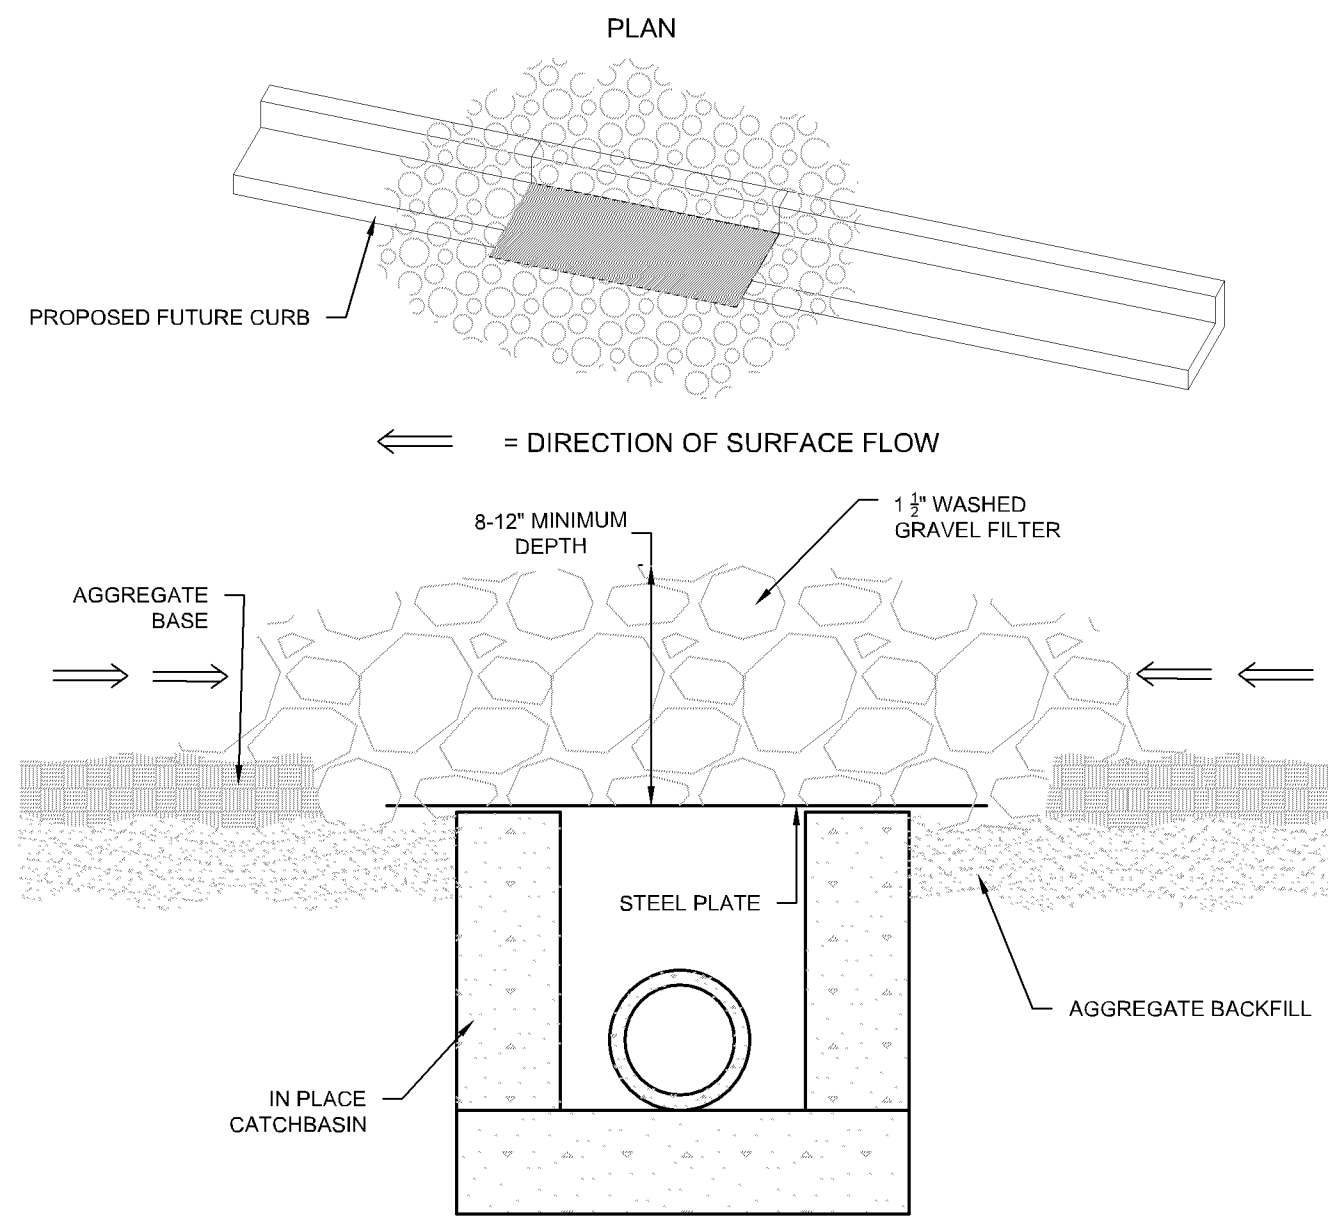 PLAN
PROPOSED FUTURE CURB
= DIRECTION OF SURFACE FLOW
8-12" MINIMUM
DEPTH
1 1/2" WASHED
GRAVEL FILTER
AGGREGATE
BASE
STEEL PLATE
AGGREGATE BACKFILL
IN PLACE
CATCHBASIN